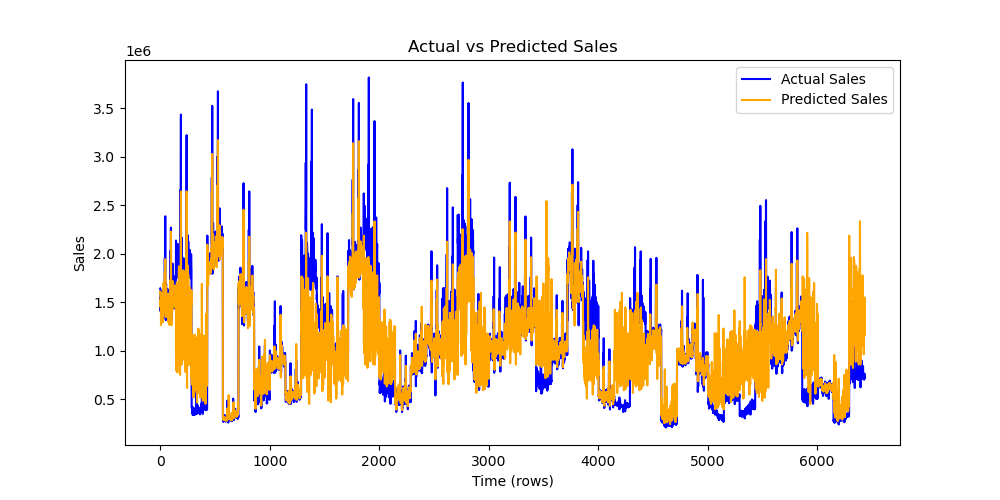 Actual vs Predicted Sales
1e6
Actual Sales
Predicted Sales
3.5
3.0
2.5
2.0
1.5
1.0
0.5
Sales
0 1000 2000 3000 4000 5000 6000
Time (rows)